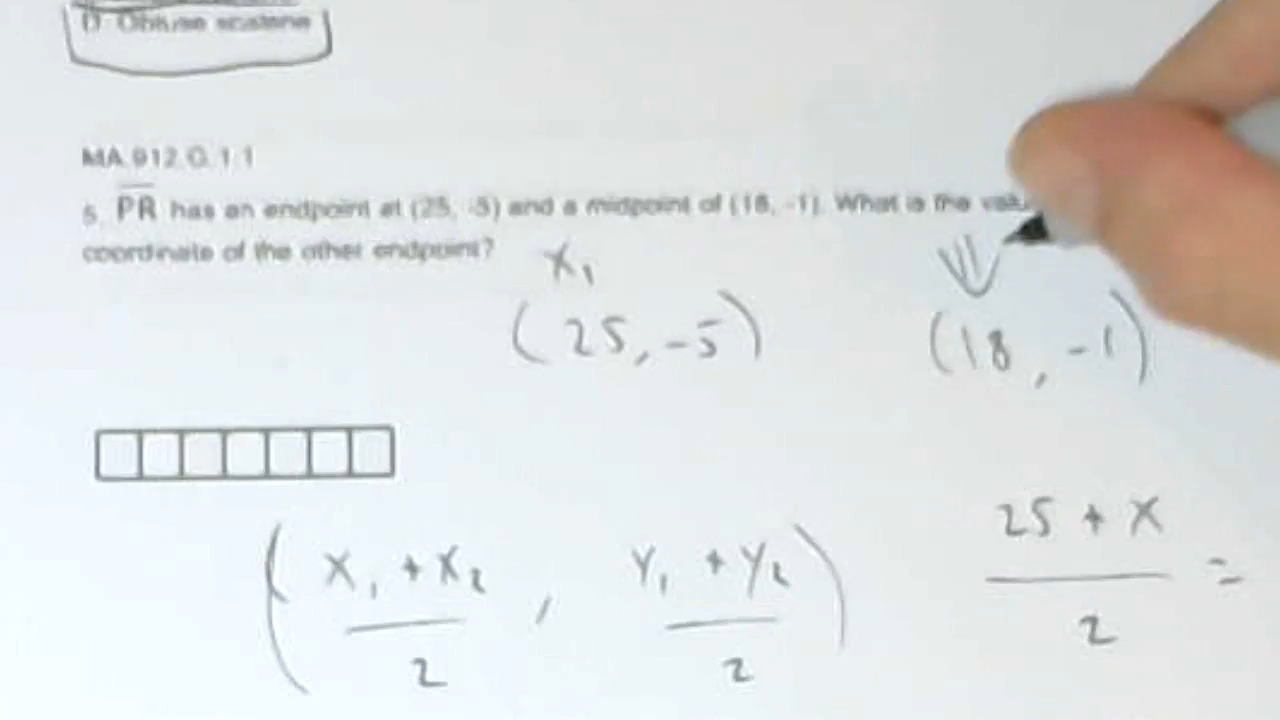 D. Obtuse scalene
MA.912.G.1.1
5. PR has an endpoint at (25, -5) and a midpoint of (18, -1). What is the
coordinate of the other endpoint?
x₁
(25, -5) (18, -1)
25 + x
2
=
( x₁ + x₂ , y₁ + y₂ )
2 2